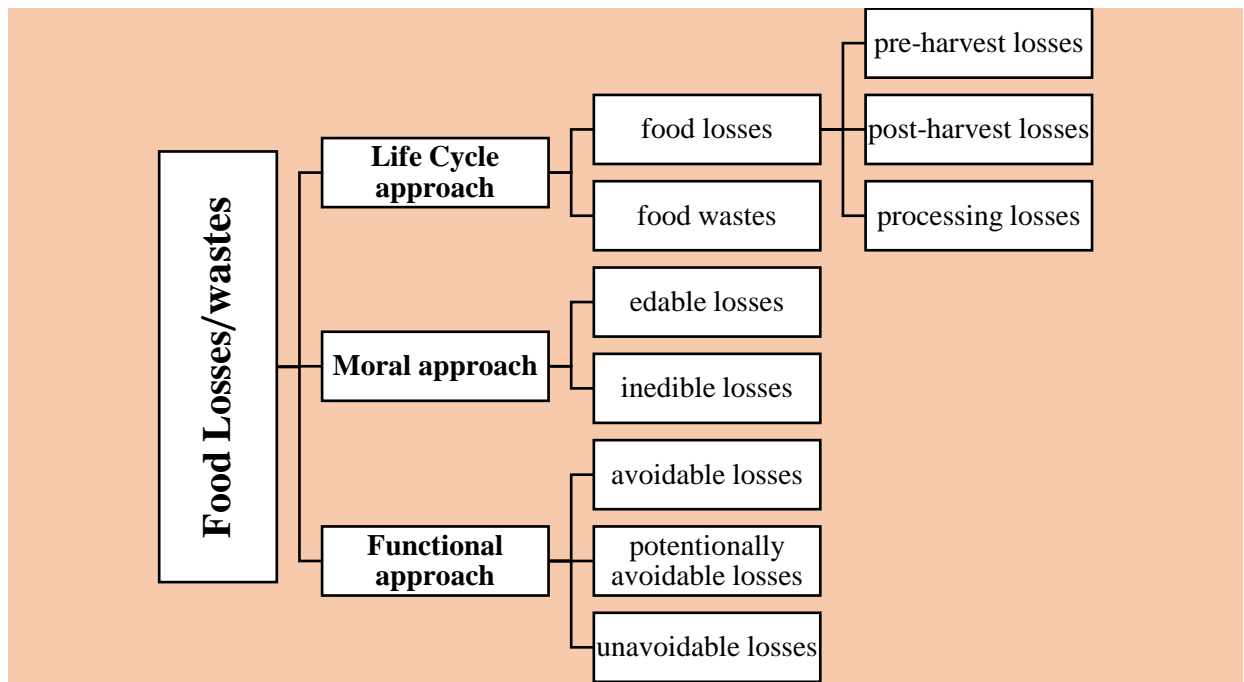 Food Losses/wastes
Life Cycle
approach
food losses
pre-harvest losses
post-harvest losses
processing losses
food wastes
Moral approach
edable losses
inedible losses
Functional
approach
avoidable losses
potentionally
avoidable losses
unavoidable losses